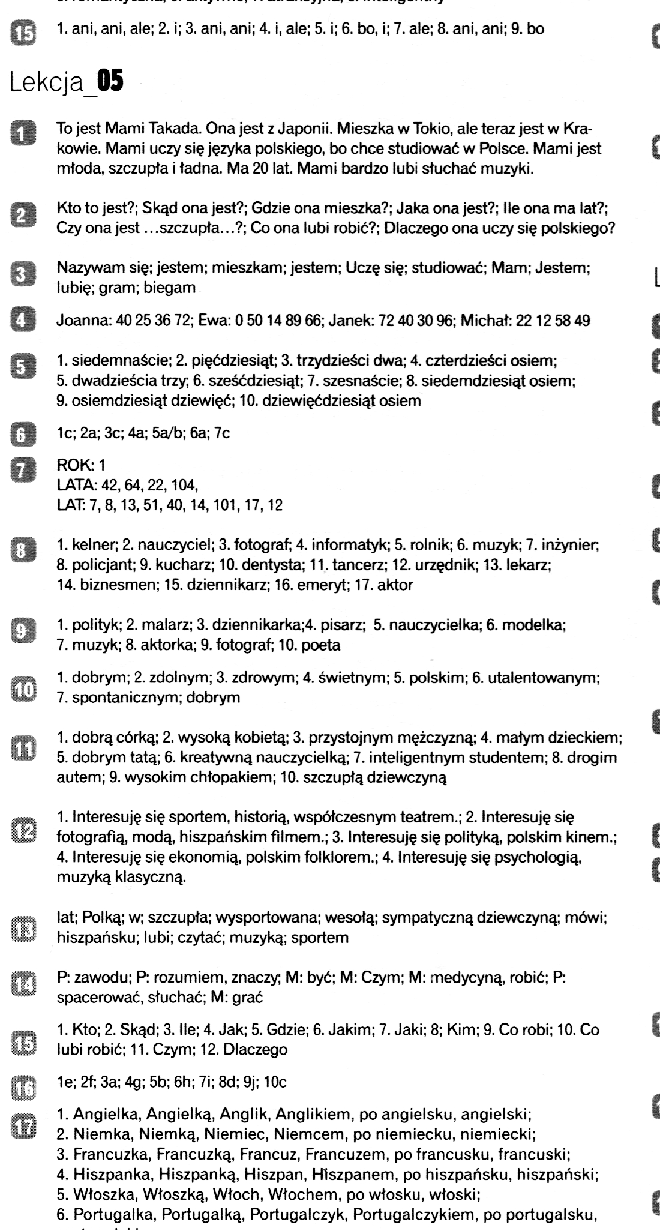 15 1. ani, ani, ale; 2. i; 3. ani, ani; 4. i, ale; 5. i; 6. bo, i; 7. ale; 8. ani, ani; 9. bo
Lekcja_05
1 To jest Mami Takada. Ona jest z Japonii. Mieszka w Tokio, ale teraz jest w Kra-
kowie. Mami uczy się języka polskiego, bo chce studiować w Polsce. Mami jest
młoda, szczupła i ładna. Ma 20 lat. Mami bardzo lubi słuchać muzyki.
2 Kto to jest?; Skąd ona jest?; Gdzie ona mieszka?; Jaka ona jest?; Ile ona ma lat?;
Czy ona jest ...szczupła...?; Co ona lubi robić?; Dlaczego ona uczy się polskiego?
3 Nazywam się; jestem; mieszkam; jestem; Uczę się; studiować; Mam; Jestem;
lubię; gram; biegam
4 Joanna: 40 25 36 72; Ewa: 0 50 14 89 66; Janek: 72 40 30 96; Michał: 22 12 58 49
5 1. siedemnaście; 2. pięćdziesiąt; 3. trzydzieści dwa; 4. czterdzieści osiem;
5. dwadzieścia trzy; 6. sześćdziesiąt; 7. szesnaście; 8. siedemdziesiąt osiem;
9. osiemdziesiąt dziewięć; 10. dziewięćdziesiąt osiem
6 1c; 2a; 3c; 4a; 5a/b; 6a; 7c
7 ROK: 1
LATA: 42, 64, 22, 104,
LAT: 7, 8, 13, 51, 40, 14, 101, 17, 12
8 1. kelner; 2. nauczyciel; 3. fotograf; 4. informatyk; 5. rolnik; 6. muzyk; 7. inżynier;
8. policjant; 9. kucharz; 10. dentysta; 11. tancerz; 12. urzędnik; 13. lekarz;
14. biznesmen; 15. dziennikarz; 16. emeryt; 17. aktor
9 1. polityk; 2. malarz; 3. dziennikarka;4. pisarz; 5. nauczycielka; 6. modelka;
7. muzyk; 8. aktorka; 9. fotograf; 10. poeta
10 1. dobrym; 2. zdolnym; 3. zdrowym; 4. świetnym; 5. polskim; 6. utalentowanym;
7. spontanicznym; dobrym
11 1. dobrą córką; 2. wysoką kobietą; 3. przystojnym mężczyzną; 4. małym dzieckiem;
5. dobrym tatą; 6. kreatywną nauczycielką; 7. inteligentnym studentem; 8. drogim
autem; 9. wysokim chłopakiem; 10. szczupłą dziewczyną
12 1. Interesuję się sportem, historią, współczesnym teatrem.; 2. Interesuję się
fotografią, modą, hiszpańskim filmem.; 3. Interesuję się polityką, polskim kinem.;
4. Interesuję się ekonomią, polskim folklorem.; 4. Interesuję się psychologią,
muzyką klasyczną.
13 lat; Polką; w; szczupła; wysportowana; wesołą; sympatyczną dziewczyną; mówi;
hiszpańsku; lubi; czytać; muzyką; sportem
14 P: zawodu; P: rozumiem, znaczy; M: być; M: Czym; M: medycyną, robić; P:
spacerować, słuchać; M: grać
15 1. Kto; 2. Skąd; 3. Ile; 4. Jak; 5. Gdzie; 6. Jakim; 7. Jaki; 8; Kim; 9. Co robi; 10. Co
lubi robić; 11. Czym; 12. Dlaczego
16 1e; 2f; 3a; 4g; 5b; 6h; 7i; 8d; 9j; 10c
17 1. Angielka, Angielką, Anglik, Anglikiem, po angielsku, angielski;
2. Niemka, Niemką, Niemiec, Niemcem, po niemiecku, niemiecki;
3. Francuzka, Francuzką, Francuz, Francuzem, po francusku, francuski;
4. Hiszpanka, Hiszpanką, Hiszpan, Hiszpanem, po hiszpańsku, hiszpański;
5. Włoszka, Włoszką, Włoch, Włochem, po włosku, włoski;
6. Portugalka, Portugalką, Portugalczyk, Portugalczykiem, po portugalsku,